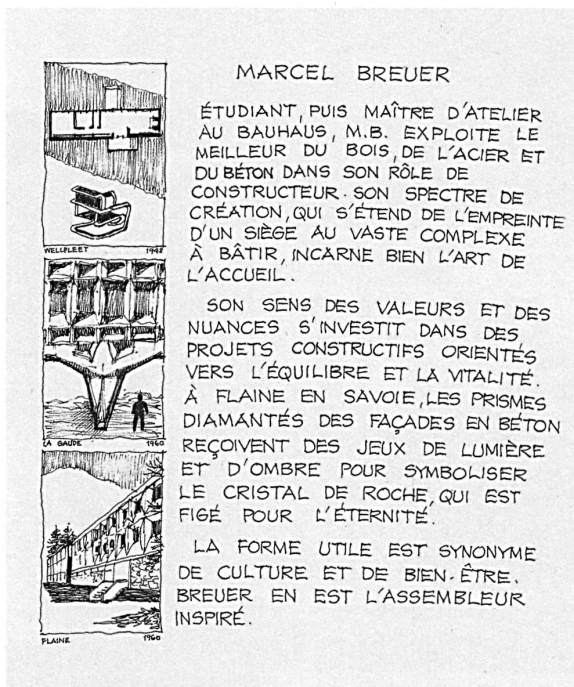 MARCEL BREUER
ÉTUDIANT, PUIS MAÎTRE D'ATELIER
AU BAUHAUS, M.B. EXPLOITE LE
MEILLEUR DU BOIS, DE L'ACIER ET
DU BÉTON DANS SON RÔLE DE
CONSTRUCTEUR. SON SPECTRE DE
CRÉATION, QUI S'ÉTEND DE L'EMPREINTE
D'UN SIÈGE AU VASTE COMPLEXE
À BÂTIR, INCARNE BIEN L'ART DE
L'ACCUEIL.
SON SENS DES VALEURS ET DES
NUANCES S'INVESTIT DANS DES
PROJETS CONSTRUCTIFS ORIENTÉS
VERS L'ÉQUILIBRE ET LA VITALITÉ.
À FLAINE EN SAVOIE, LES PRISMES
DIAMANTÉS DES FAÇADES EN BÉTON
REÇOIVENT DES JEUX DE LUMIÈRE
ET D'OMBRE POUR SYMBOLISER
LE CRISTAL DE ROCHE, QUI EST
FIGÉ POUR L'ÉTERNITÉ.
LA FORME UTILE EST SYNONYME
DE CULTURE ET DE BIEN-ÊTRE.
BREUER EN EST L'ASSEMBLEUR
INSPIRÉ.
WELLFLEET 1948
LA GAUDE 1960
FLAINE 1960